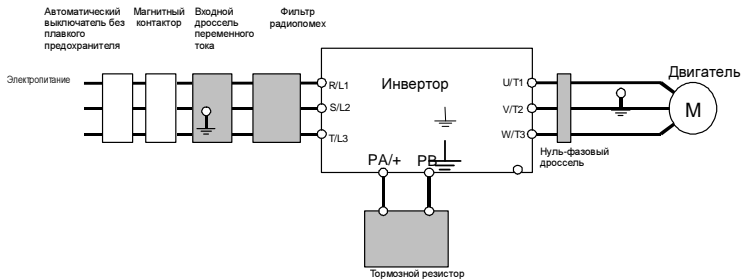 Автоматический
выключатель без
плавкого
предохранителя
Магнитный
контактор
Входной
дроссель
переменного
тока
Фильтр
радиопомех
Электропитание
R/L1
S/L2
T/L3
Инвертор
U/T1
V/T2
W/T3
PA/+
PB
Нуль-фазовый
дроссель
Двигатель
M
Тормозной резистор